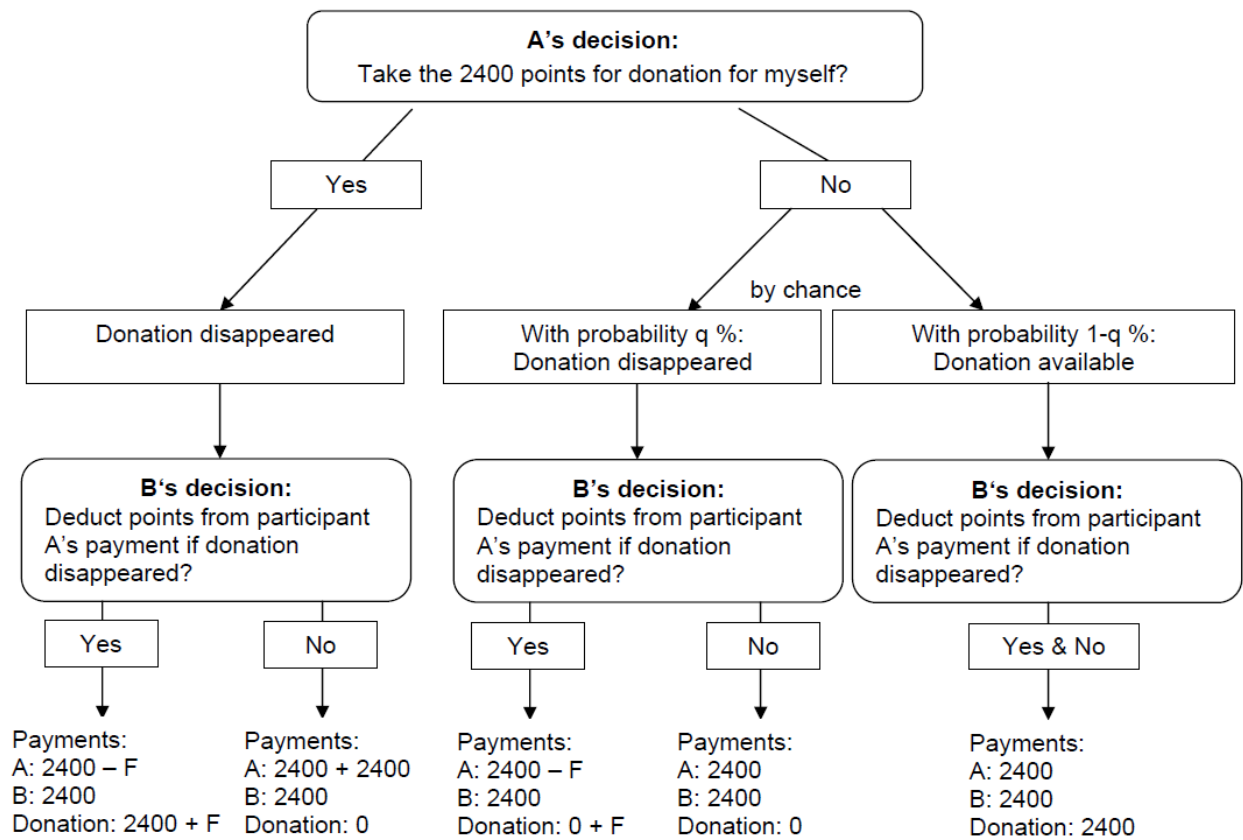 A's decision:
Take the 2400 points for donation for myself?
Yes
No
by chance
Donation disappeared
With probability q %:
Donation disappeared
With probability 1-q %:
Donation available
B‘s decision:
Deduct points from participant
A's payment if donation
disappeared?
B's decision:
Deduct points from participant
A's payment if donation
disappeared?
B‘s decision:
Deduct points from participant
A's payment if donation
disappeared?
Yes
No
Yes
No
Yes & No
Payments:
A: 2400 – F
B: 2400
Donation: 2400 + F
Payments:
A: 2400 + 2400
B: 2400
Donation: 0
Payments:
A: 2400 – F
B: 2400
Donation: 0 + F
Payments:
A: 2400
B: 2400
Donation: 0
Payments:
A: 2400
B: 2400
Donation: 2400